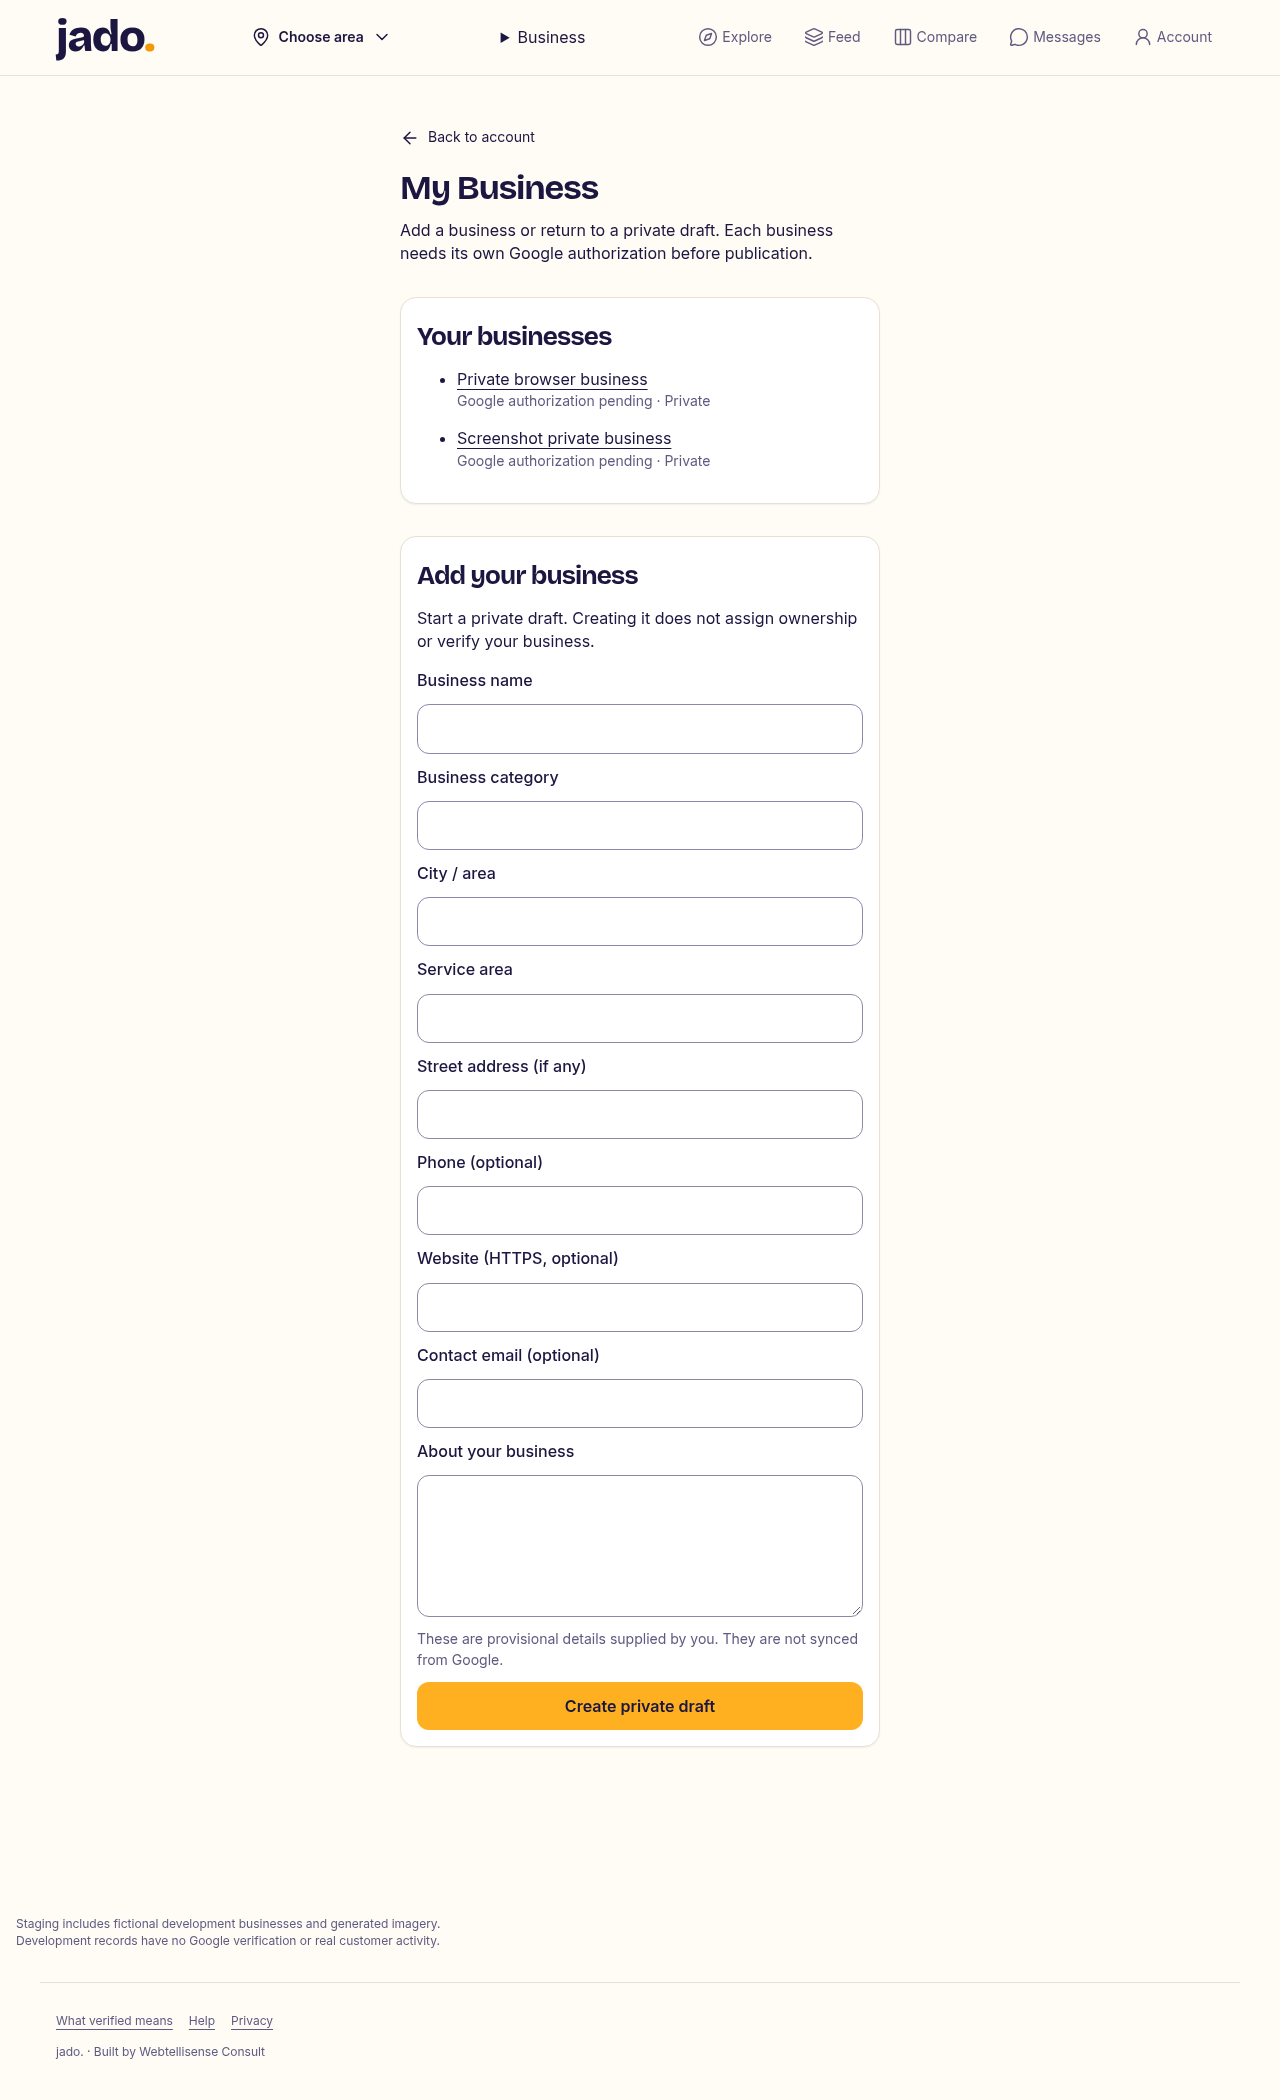 jado.
Choose area
Business
Explore
Feed
Compare
Messages
Account
Back to account
My Business
Add a business or return to a private draft. Each business
needs its own Google authorization before publication.
Your businesses
Private browser business
Google authorization pending · Private
Screenshot private business
Google authorization pending · Private
Add your business
Start a private draft. Creating it does not assign ownership
or verify your business.
Business name
Business category
City / area
Service area
Street address (if any)
Phone (optional)
Website (HTTPS, optional)
Contact email (optional)
About your business
These are provisional details supplied by you. They are not synced
from Google.
Create private draft
Staging includes fictional development businesses and generated imagery.
Development records have no Google verification or real customer activity.
What verified means Help Privacy
jado. · Built by Webtellisense Consult